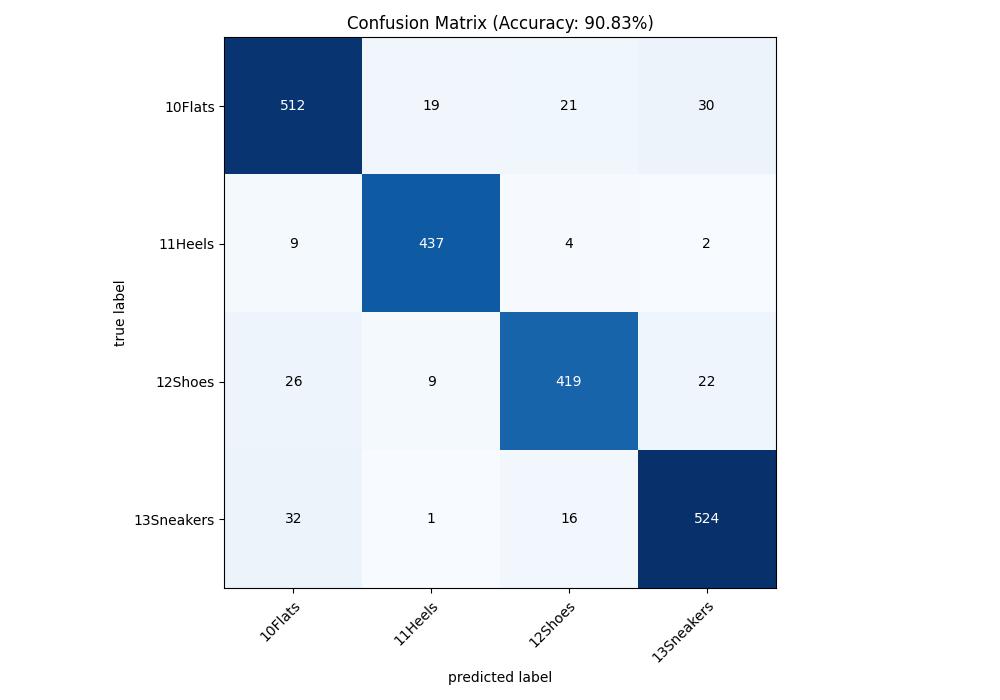 Confusion Matrix (Accuracy: 90.83%)
10Flats 512 19 21 30
11Heels 9 437 4 2
true label
12Shoes 26 9 419 22
13Sneakers 32 1 16 524
10Flats 11Heels 12Shoes 13Sneakers
predicted label